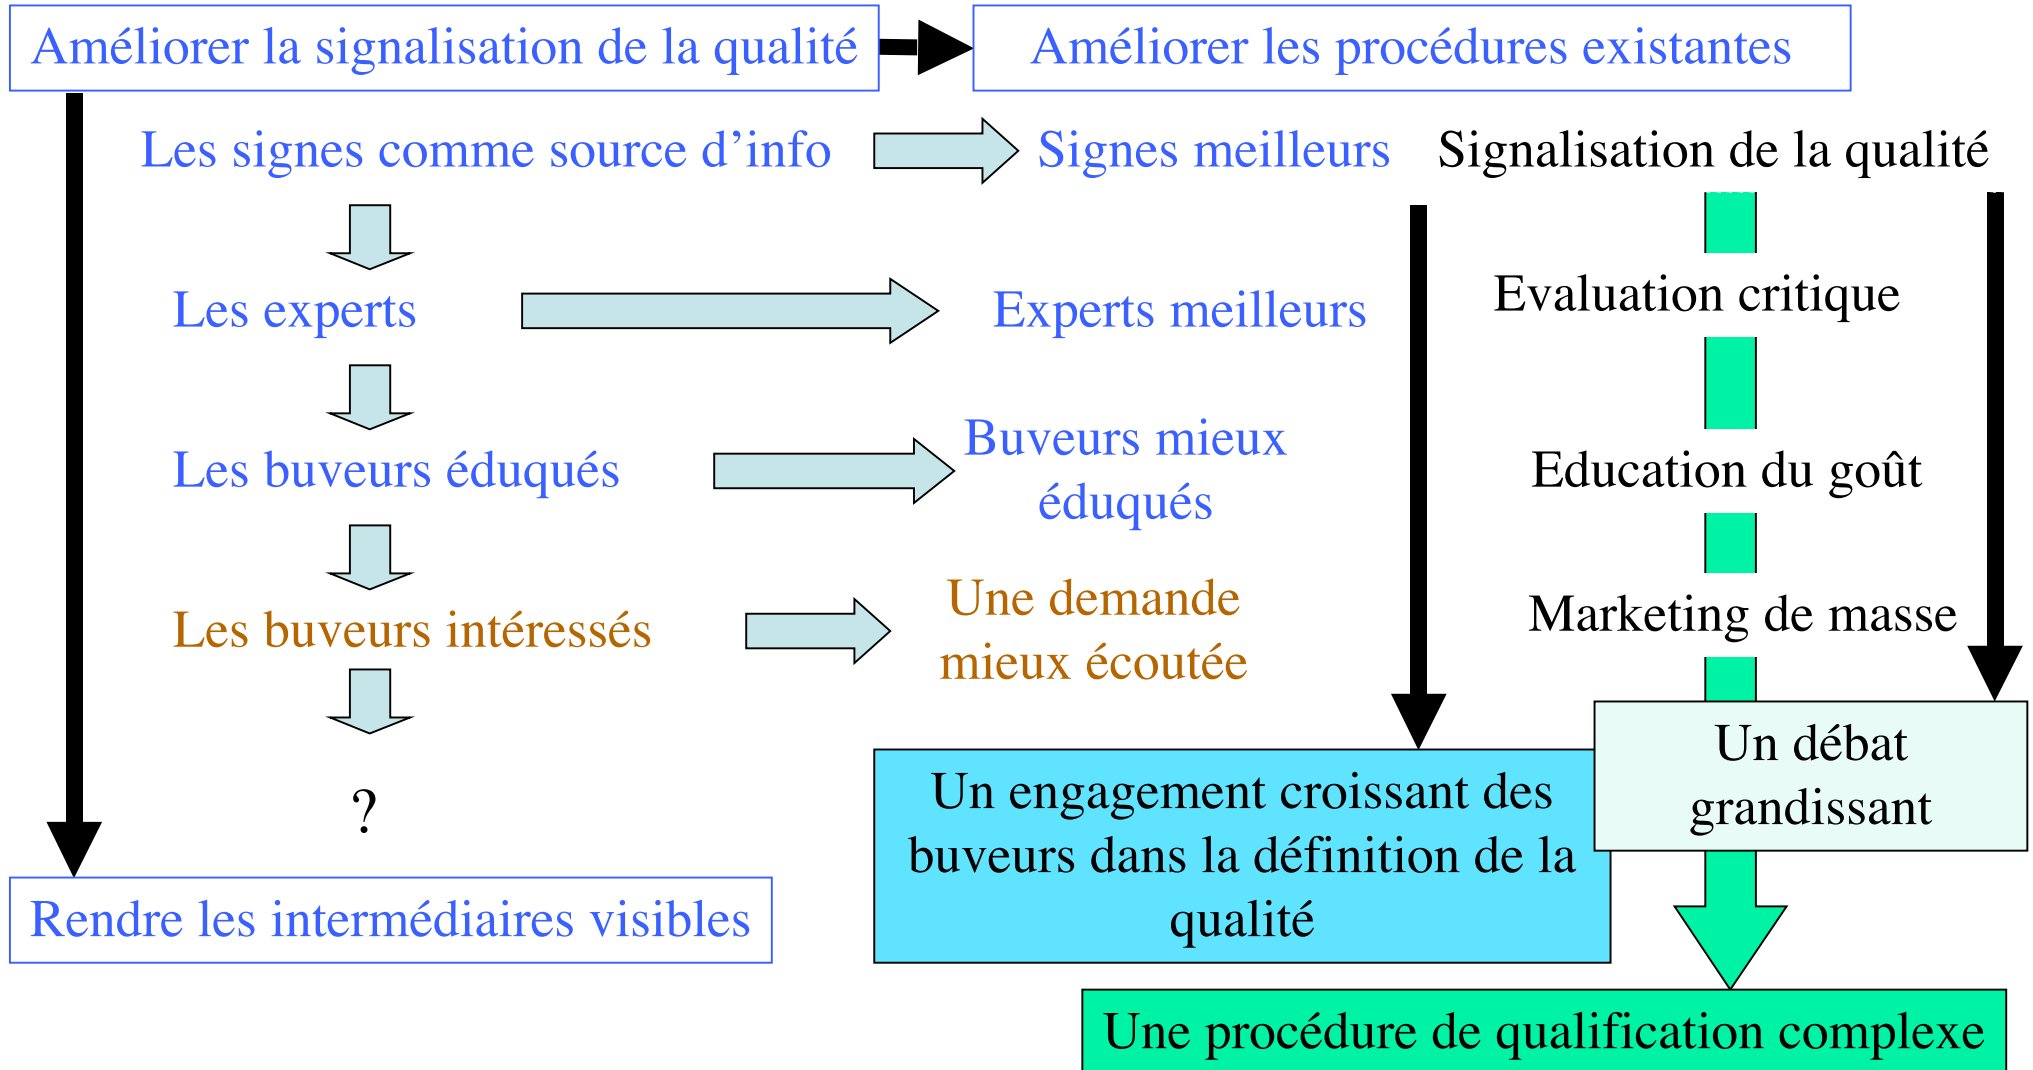 Améliorer la signalisation de la qualité
Améliorer les procédures existantes
Les signes comme source d’info
Signes meilleurs
Signalisation de la qualité
Les experts
Experts meilleurs
Evaluation critique
Les buveurs éduqués
Buveurs mieux
éduqués
Education du goût
Les buveurs intéressés
Une demande
mieux écoutée
Marketing de masse
?
Un débat
grandissant
Un engagement croissant des
buveurs dans la définition de la
qualité
Rendre les intermédiaires visibles
Une procédure de qualification complexe